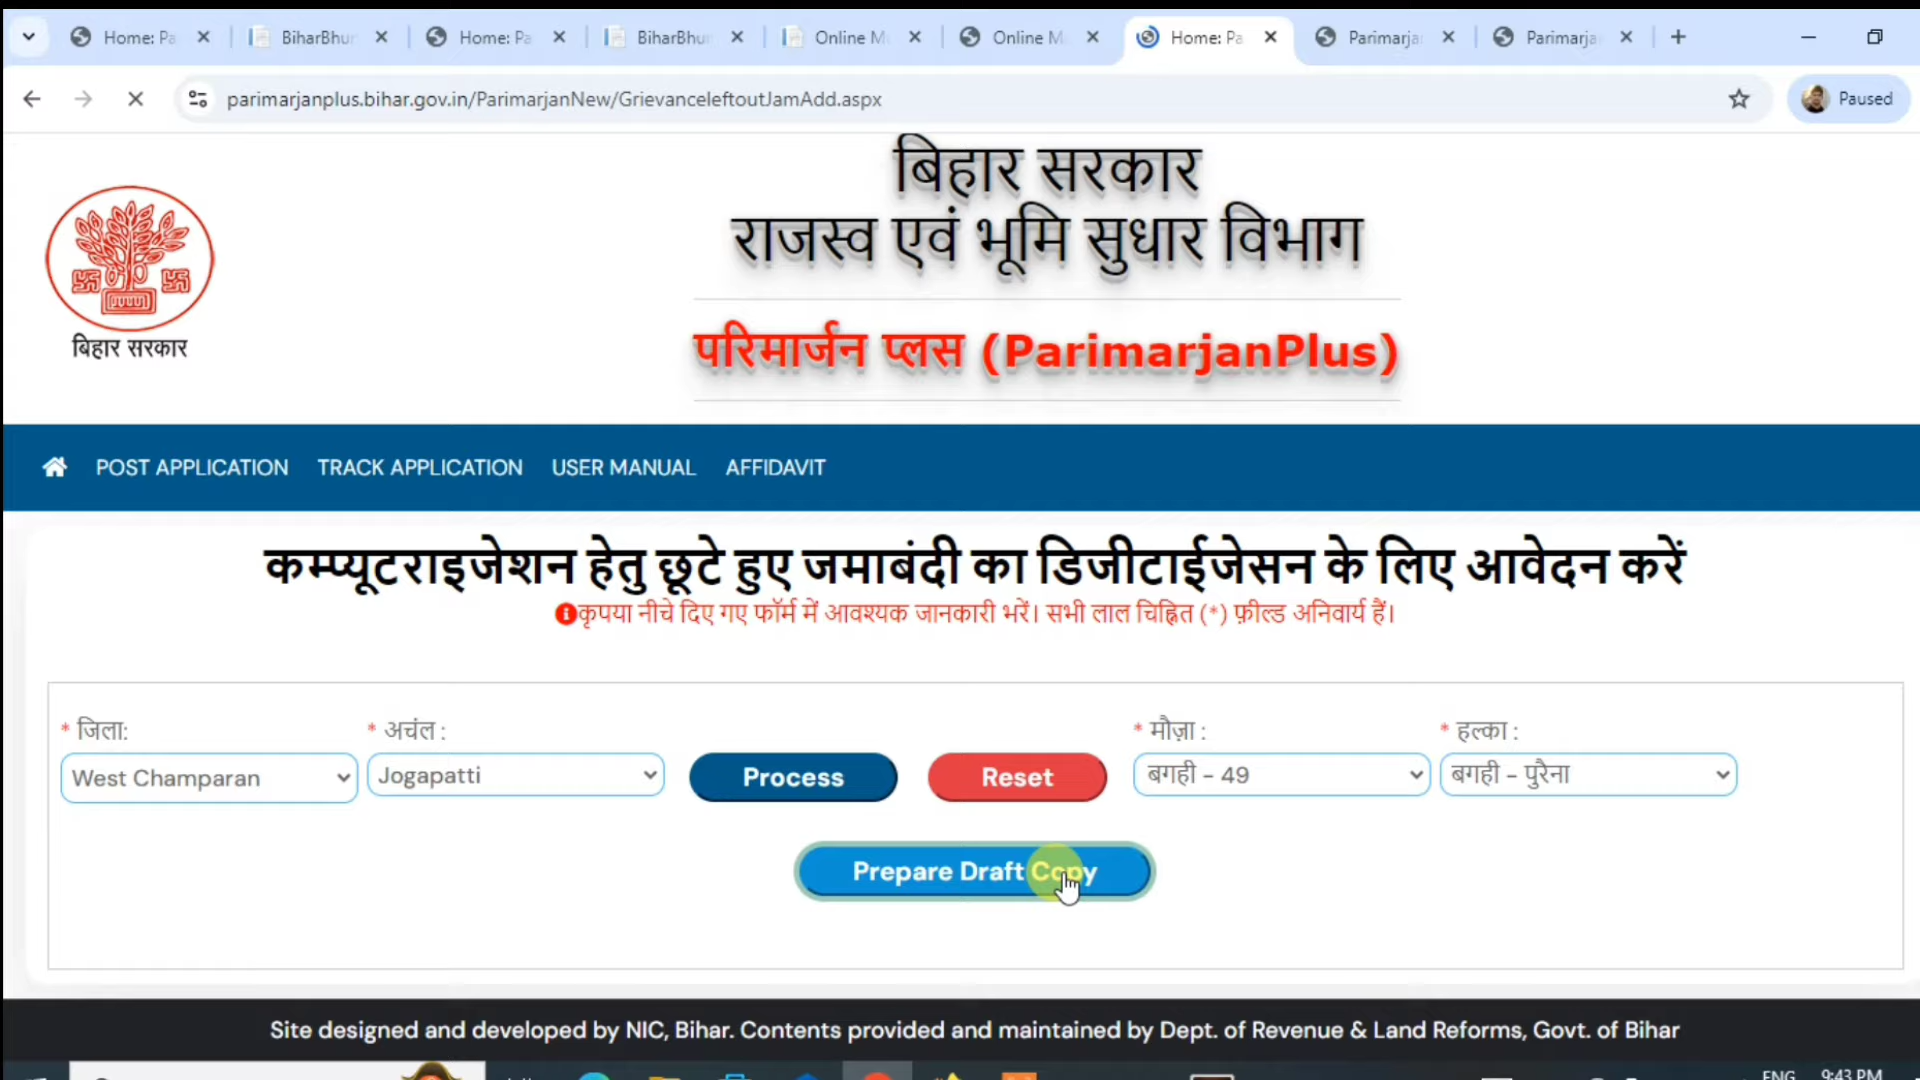 Home: Pa
BiharBhum
Home: Pa
BiharBhum
Online M
Online M
Home: Pa
Parimarja
Parimarja
parimarjanplus.bihar.gov.in/ParimarjanNew/GrievanceleftoutJamAdd.aspx
Paused
बिहार सरकार
राजस्व एवं भूमि सुधार विभाग
परिमार्जन प्लस (ParimarjanPlus)
बिहार सरकार
POST APPLICATION TRACK APPLICATION USER MANUAL AFFIDAVIT
कम्प्यूटराइजेशन हेतु छूटे हुए जमाबंदी का डिजीटाईजेसन के लिए आवेदन करें
कृपया नीचे दिए गए फॉर्म में आवश्यक जानकारी भरें। सभी लाल चिह्नित (*) फ़ील्ड अनिवार्य हैं।
* जिला: * अचंल : * मौज़ा : * हल्का :
West Champaran Jogapatti Process Reset बगही – 49 बगही – पुरैना
Prepare Draft Copy
Site designed and developed by NIC, Bihar. Contents provided and maintained by Dept. of Revenue & Land Reforms, Govt. of Bihar
ENG 9:43 PM